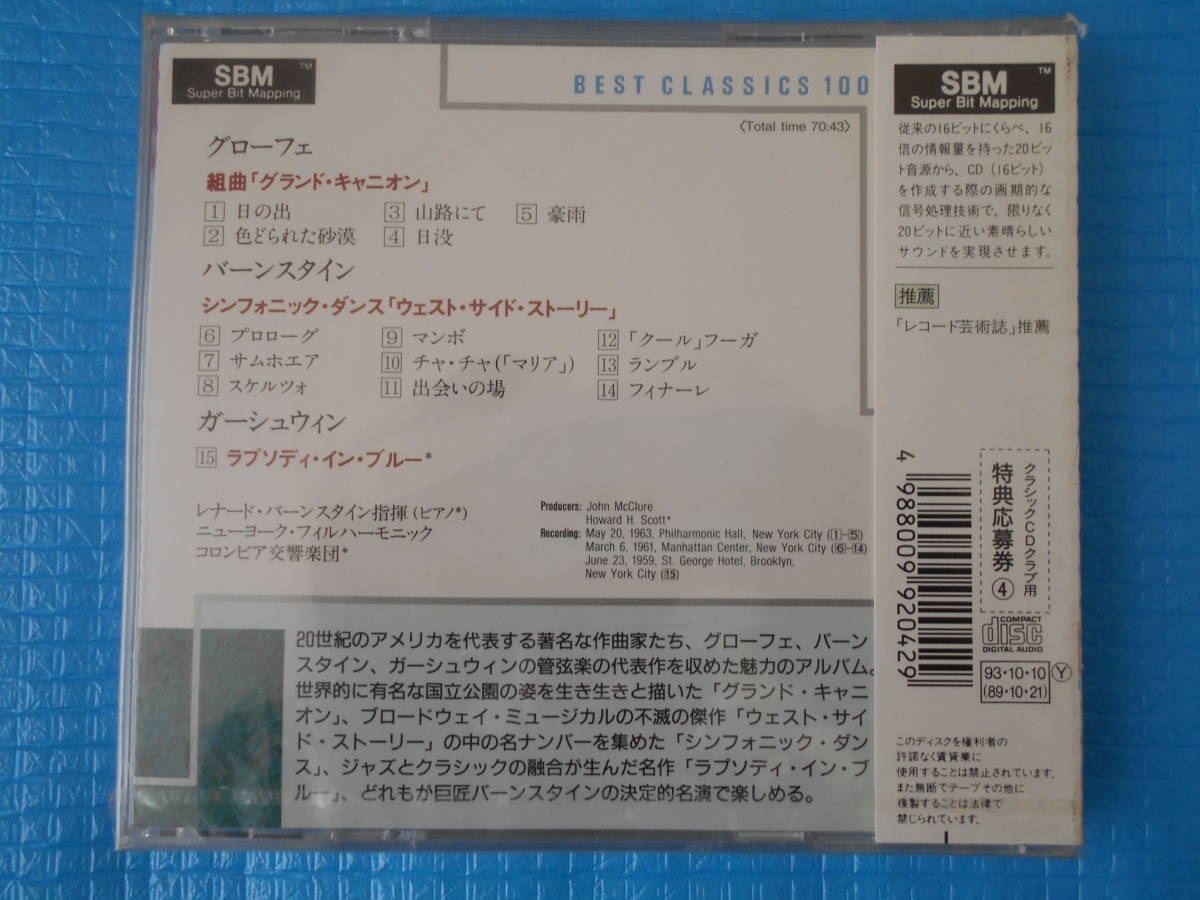 SBM™
Super Bit Mapping
BEST CLASSICS 100
〈Total time 70:43〉
グローフェ
組曲「グランド・キャニオン」
1 日の出
2 色どられた砂漠
3 山路にて
4 日没
5 豪雨
バーンスタイン
シンフォニック・ダンス「ウェスト・サイド・ストーリー」
6 プロローグ
7 サムホエア
8 スケルツォ
9 マンボ
10 チャ・チャ(「マリア」)
11 出会いの場
12 「クール」フーガ
13 ランブル
14 フィナーレ
ガーシュウィン
15 ラプソディ・イン・ブルー*
レナード・バーンスタイン指揮(ピアノ*)
ニューヨーク・フィルハーモニック
コロンビア交響楽団*
Producers: John McClure
Howard H. Scott*
Recording: May 20, 1963, Philharmonic Hall, New York City (1-5)
March 6, 1961, Manhattan Center, New York City (6-14)
June 23, 1959, St. George Hotel, Brooklyn,
New York City (15)
20世紀のアメリカを代表する著名な作曲家たち、グローフェ、バーン
スタイン、ガーシュウィンの管弦楽の代表作を収めた魅力のアルバム。
世界的に有名な国立公園の姿を生き生きと描いた「グランド・キャニ
オン」、ブロードウェイ・ミュージカルの不滅の傑作「ウェスト・サイ
ド・ストーリー」の中の名ナンバーを集めた「シンフォニック・ダン
ス」、ジャズとクラシックの融合が生んだ名作「ラプソディ・イン・ブ
ルー」、どれもが巨匠バーンスタインの決定的名演で楽しめる。
SBM™
Super Bit Mapping
従来の16ビットにくらべ、16
倍の情報量を持った20ビッ
ト音源から、CD(16ビット)
を作成する際の画期的な
信号処理技術で、限りなく
20ビットに近い素晴らしい
サウンドを実現させます。
推薦
「レコード芸術誌」推薦
クラシックCDクラブ用
特典応募券④
4 988009 920429
COMPACT
disc
DIGITAL AUDIO
93・10・10
(89・10・21)
Y
このディスクを権利者の
許諾なく賃貸業に
使用することは禁止されています。
また無断でテープその他に
複製することは法律で
禁じられています。